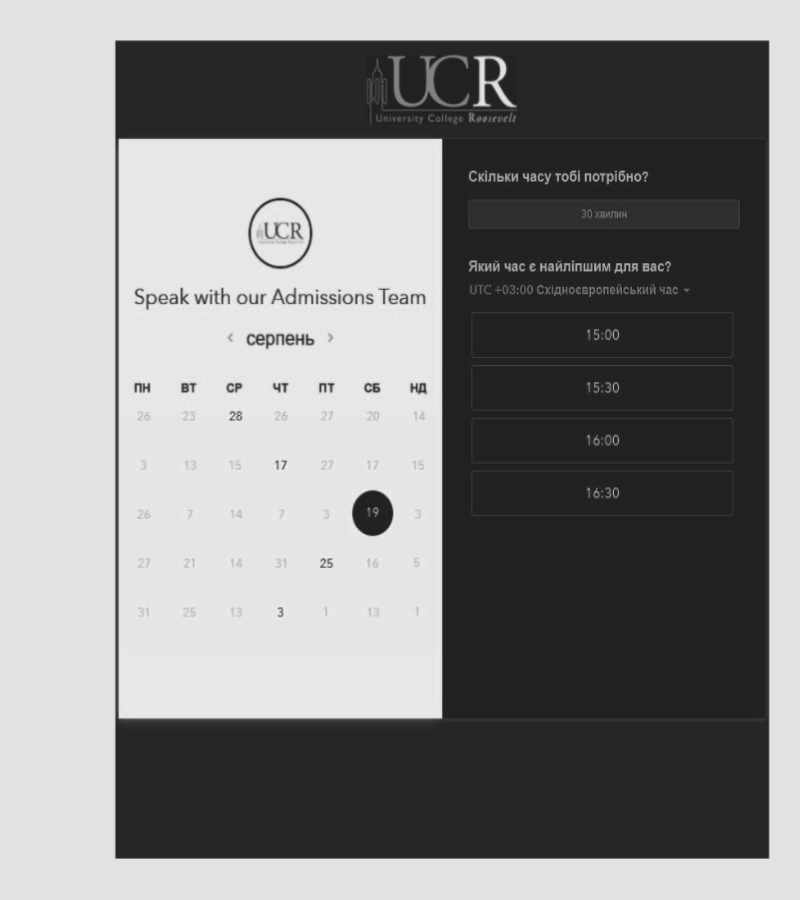 UCR
University College Roosevelt
UCR
Speak with our Admissions Team
< серпень >
ПН ВТ СР ЧТ ПТ СБ НД
26 23 28 26 27 20 14
3 13 15 17 27 17 15
26 7 14 7 3 19 3
27 21 14 31 25 16 5
31 25 13 3 1 13 1
Скільки часу тобі потрібно?
30 хвилин
Який час є найліпшим для вас?
UTC +03:00 Східноєвропейський час
15:00
15:30
16:00
16:30